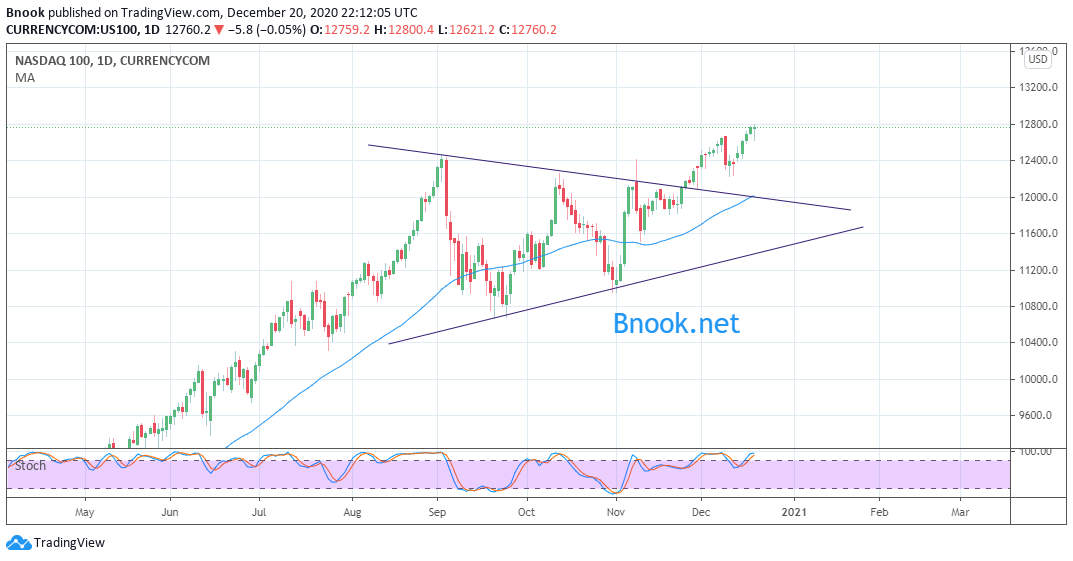 Bnook published on TradingView.com, December 20, 2020 22:12:05 UTC
CURRENCYCOM:US100, 1D 12760.2 ▼ −5.8 (−0.05%) O:12759.2 H:12800.4 L:12621.2 C:12760.2
NASDAQ 100, 1D, CURRENCYCOM
MA
13600.0
USD
13200.0
12800.0
12400.0
12000.0
11600.0
11200.0
10800.0
Bnook.net
10400.0
10000.0
9600.0
100.00
Stoch
May Jun Jul Aug Sep Oct Nov Dec 2021 Feb Mar
TradingView